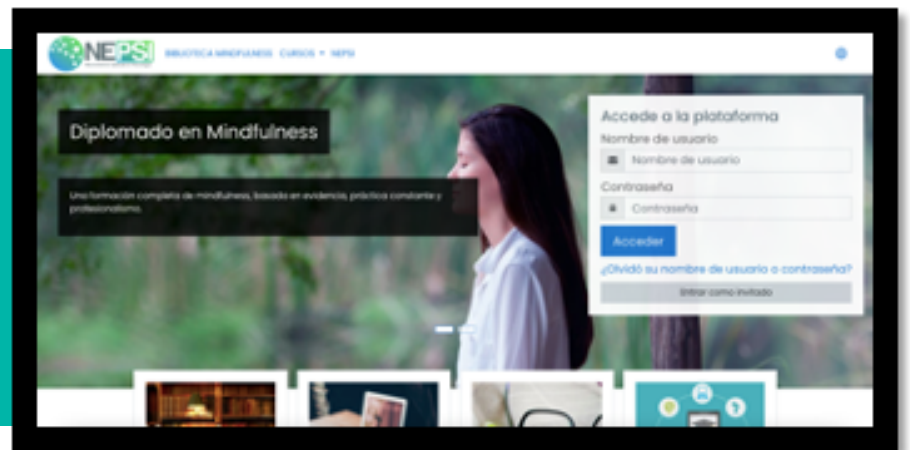 NEPSI
BIBLIOTECA MINDFULNESS CURSOS NEPSI
Diplomado en Mindfulness
Una formación completa de mindfulness, basada en evidencia, práctica constante y
profesionalismo.
Accede a la plataforma
Nombre de usuario
Nombre de usuario
Contraseña
Contraseña
Acceder
¿Olvidó su nombre de usuario o contraseña?
Entrar como invitado